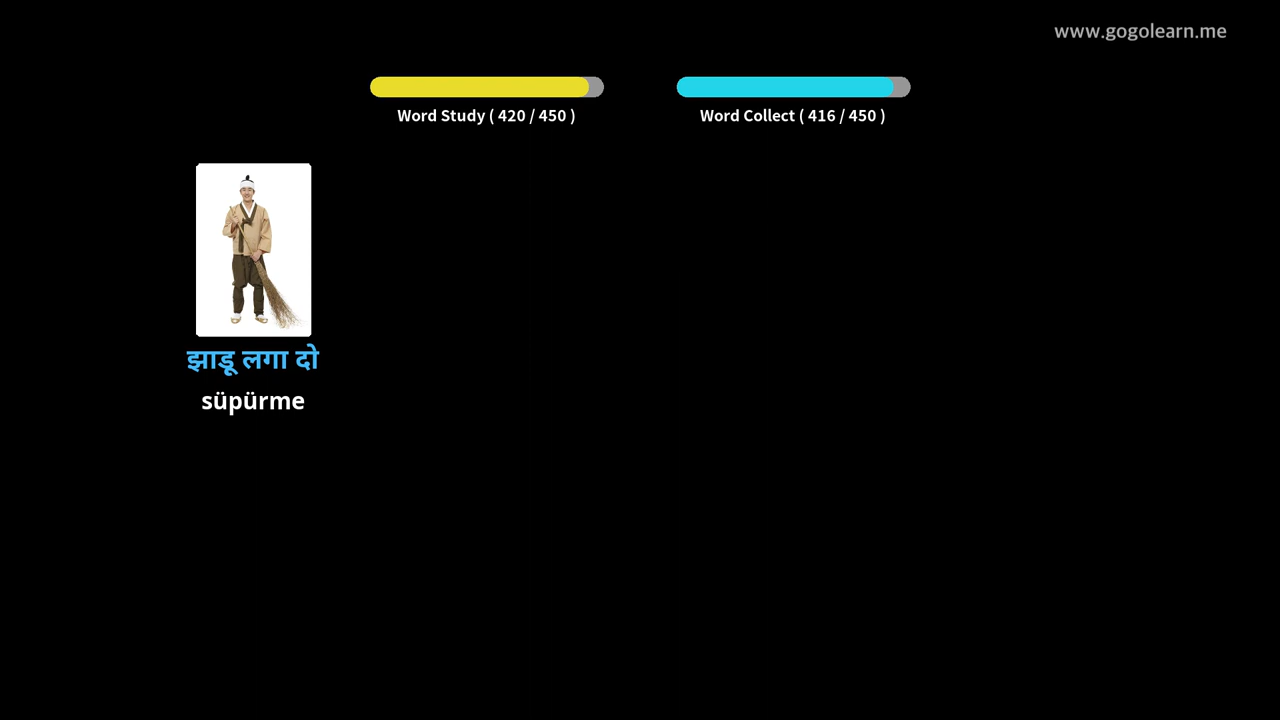 www.gogolearn.me
Word Study ( 420 / 450 )
Word Collect ( 416 / 450 )
झाडू लगा दो
süpürme